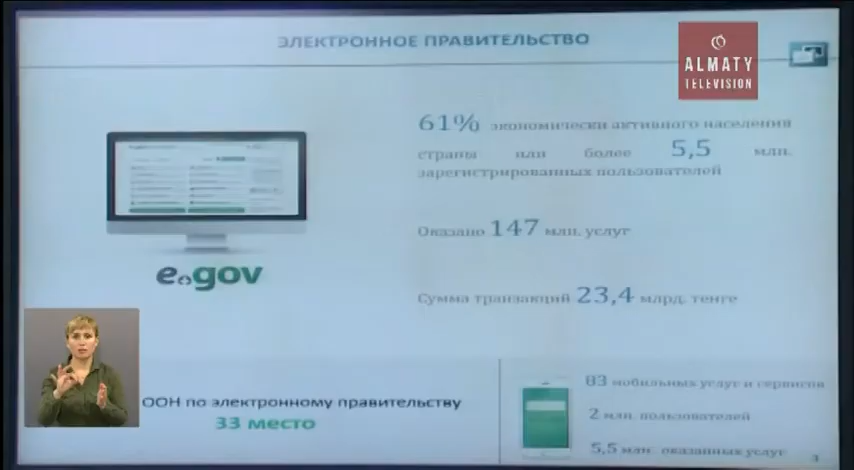 ЭЛЕКТРОННОЕ ПРАВИТЕЛЬСТВО
ALMATY
TELEVISION
61% экономически активного населения
страны или более 5,5 млн.
зарегистрированных пользователей
Оказано 147 млн. услуг
Сумма транзакций 23,4 млрд. тенге
e.gov
ООН по электронному правительству
33 место
83 мобильных услуг и сервисов
2 млн. пользователей
5,5 млн. оказанных услуг
3